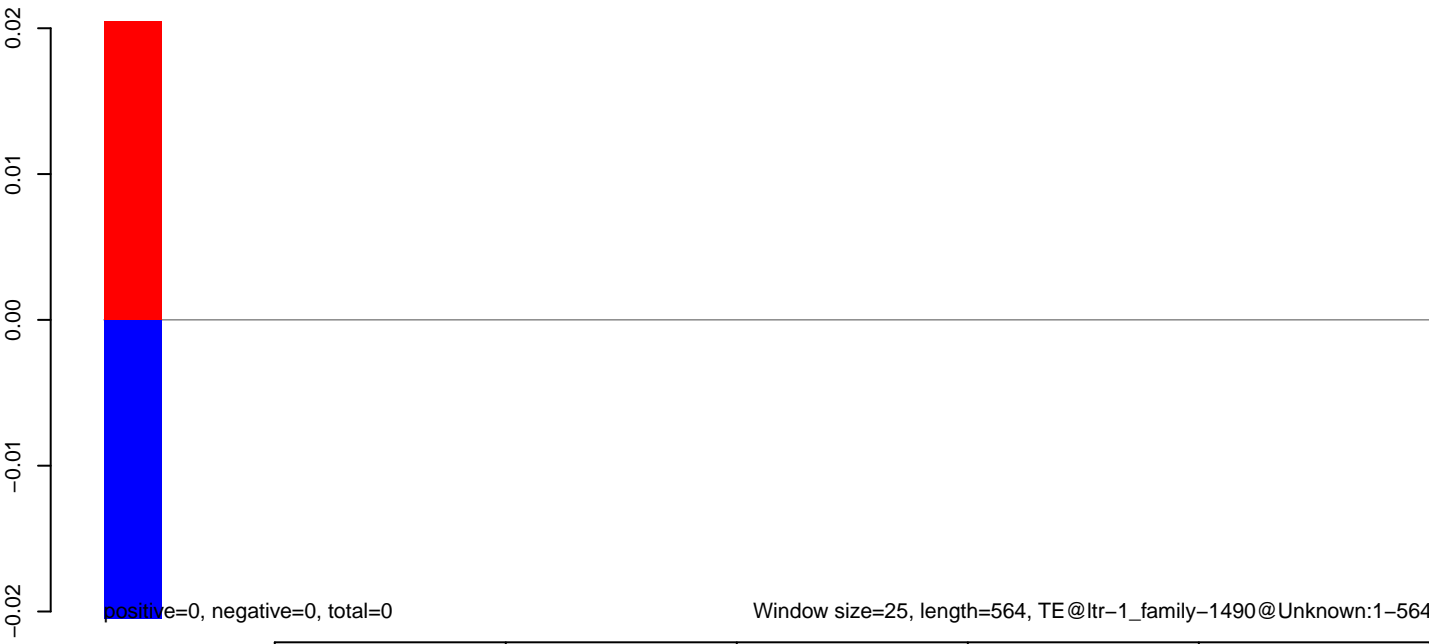 0.02
0.01
0.00
−0.01
−0.02
positive=0, negative=0, total=0
Window size=25, length=564, TE@ltr−1_family−1490@Unknown:1−564